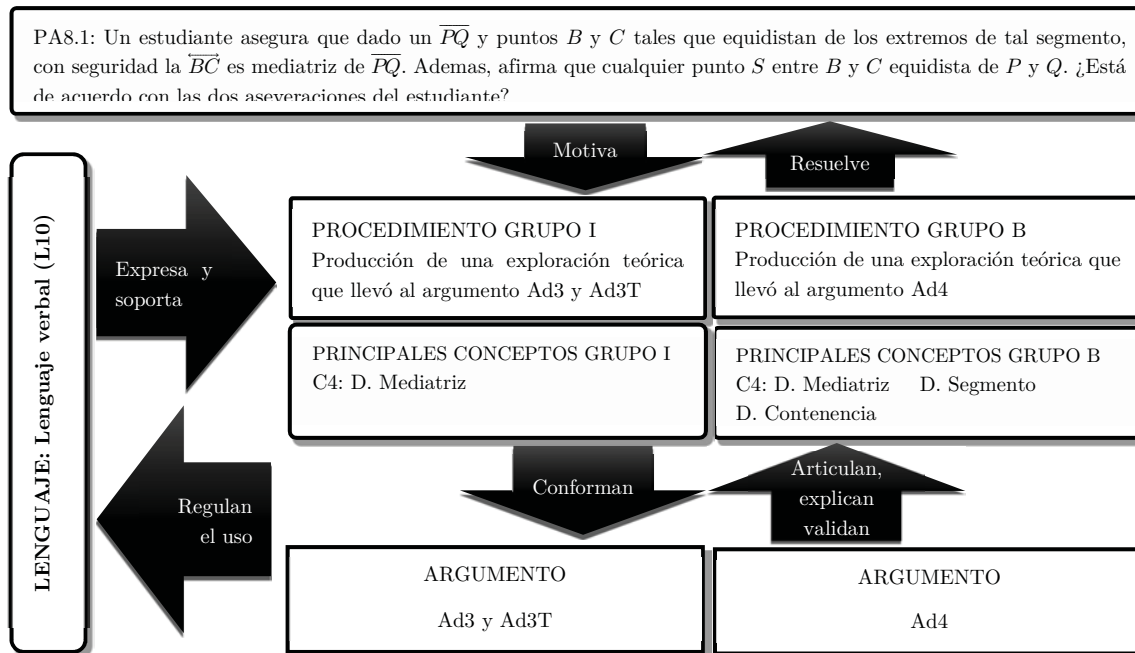 PA8.1: Un estudiante asegura que dado un PQ y puntos B y C tales que equidistan de los extremos de tal segmento,
con seguridad la BC es mediatriz de PQ. Ademas, afirma que cualquier punto S entre B y C equidista de P y Q. ¿Está
de acuerdo con las dos aseveraciones del estudiante?
Motiva
Resuelve
LENGUAJE: Lenguaje verbal (L10)
Expresa y
soporta
PROCEDIMIENTO GRUPO I
Producción de una exploración teórica
que llevó al argumento Ad3 y Ad3T
PROCEDIMIENTO GRUPO B
Producción de una exploración teórica que
llevó al argumento Ad4
PRINCIPALES CONCEPTOS GRUPO I
C4: D. Mediatriz
PRINCIPALES CONCEPTOS GRUPO B
C4: D. Mediatriz D. Segmento
D. Contenencia
Regulan
el uso
Conforman
Articulan,
explican
validan
ARGUMENTO
Ad3 y Ad3T
ARGUMENTO
Ad4